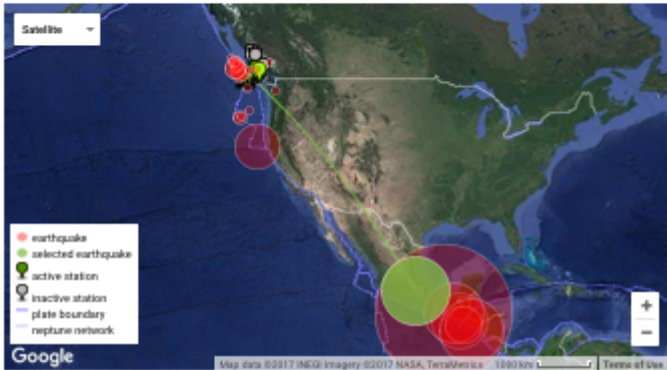 Satellite
earthquake
selected earthquake
active station
inactive station
plate boundary
neptune network
+
−
Google
Map data ©2017 INEGI Imagery ©2017 NASA, TerraMetrics 1000 km Terms of Use